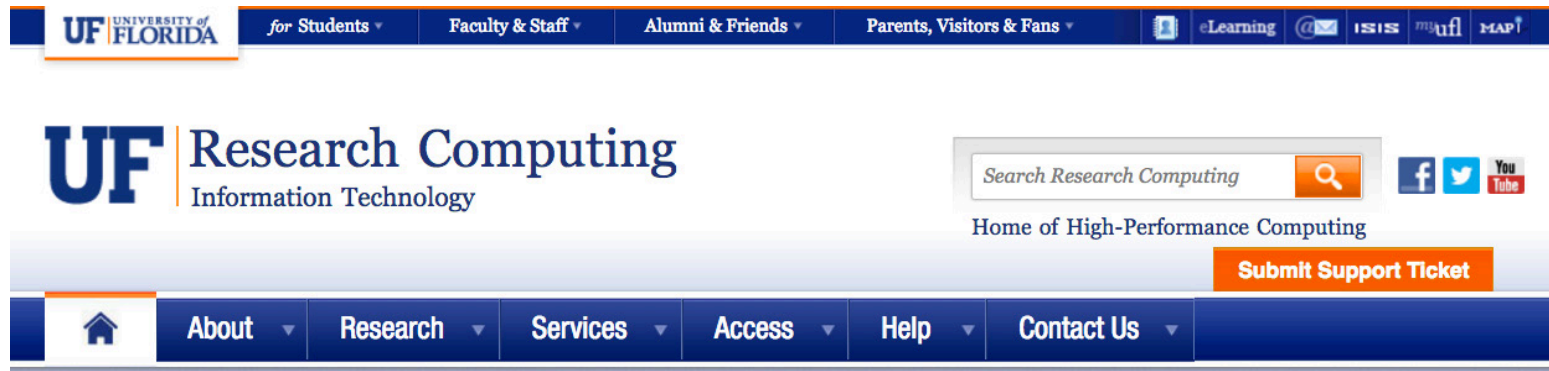 UF UNIVERSITY of FLORIDA
for Students Faculty & Staff Alumni & Friends Parents, Visitors & Fans eLearning @ ISIS myufl MAP
UF Research Computing
Information Technology
Search Research Computing
f You Tube
Home of High-Performance Computing
Submit Support Ticket
About Research Services Access Help Contact Us